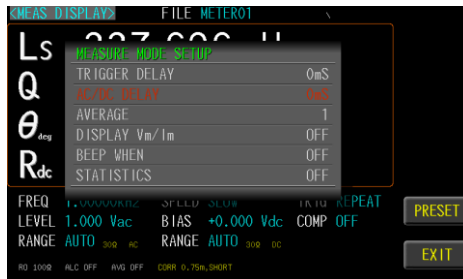 <MEAS DISPLAY> FILE METER01
Ls
MEASURE MODE SETUP
TRIGGER DELAY 0mS
AC/DC DELAY 0mS
Q
AVERAGE 1
θdeg DISPLAY Vm/Im OFF
BEEP WHEN OFF
Rdc STATISTICS OFF
FREQ 1.00000kHz SPEED SLOW TRIG REPEAT
LEVEL 1.000 Vac BIAS +0.000 Vdc COMP OFF
PRESET
RANGE AUTO 30Ω AC RANGE AUTO 30Ω DC
EXIT
RO 100Ω ALC OFF AVG OFF CORR 0.75m,SHORT